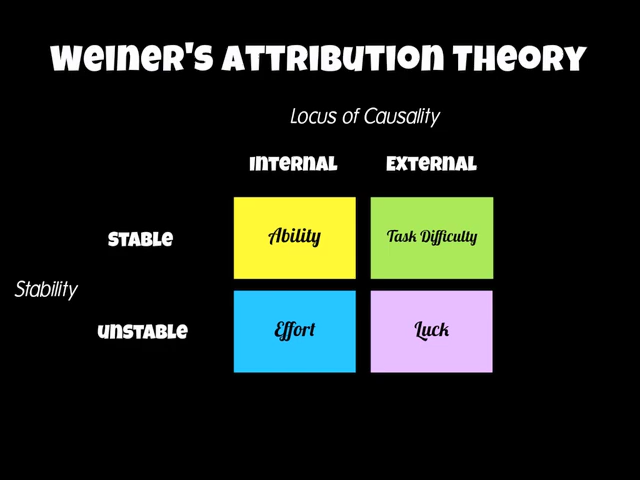 Weiner's Attribution Theory
Locus of Causality
Internal External
Stable Ability Task Difficulty
Stability
Unstable Effort Luck